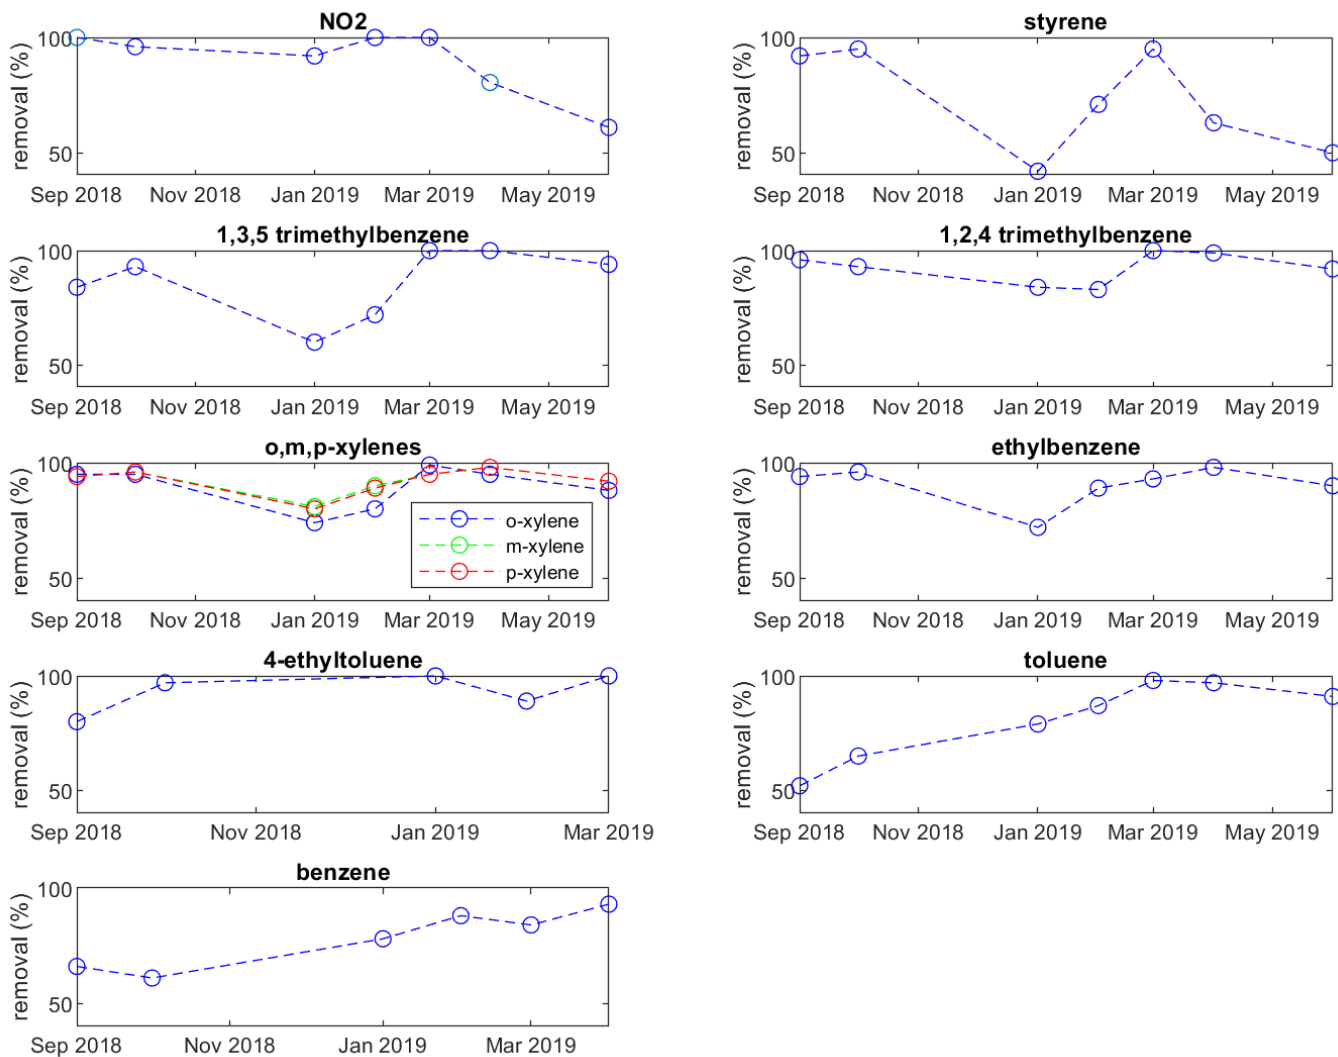 NO2
removal (%)
100
50
Sep 2018 Nov 2018 Jan 2019 Mar 2019 May 2019
styrene
removal (%)
100
50
Sep 2018 Nov 2018 Jan 2019 Mar 2019 May 2019
1,3,5 trimethylbenzene
removal (%)
100
50
Sep 2018 Nov 2018 Jan 2019 Mar 2019 May 2019
1,2,4 trimethylbenzene
removal (%)
100
50
Sep 2018 Nov 2018 Jan 2019 Mar 2019 May 2019
o,m,p-xylenes
removal (%)
100
50
o-xylene
m-xylene
p-xylene
Sep 2018 Nov 2018 Jan 2019 Mar 2019 May 2019
ethylbenzene
removal (%)
100
50
Sep 2018 Nov 2018 Jan 2019 Mar 2019 May 2019
4-ethyltoluene
removal (%)
100
50
Sep 2018 Nov 2018 Jan 2019 Mar 2019
toluene
removal (%)
100
50
Sep 2018 Nov 2018 Jan 2019 Mar 2019 May 2019
benzene
removal (%)
100
50
Sep 2018 Nov 2018 Jan 2019 Mar 2019